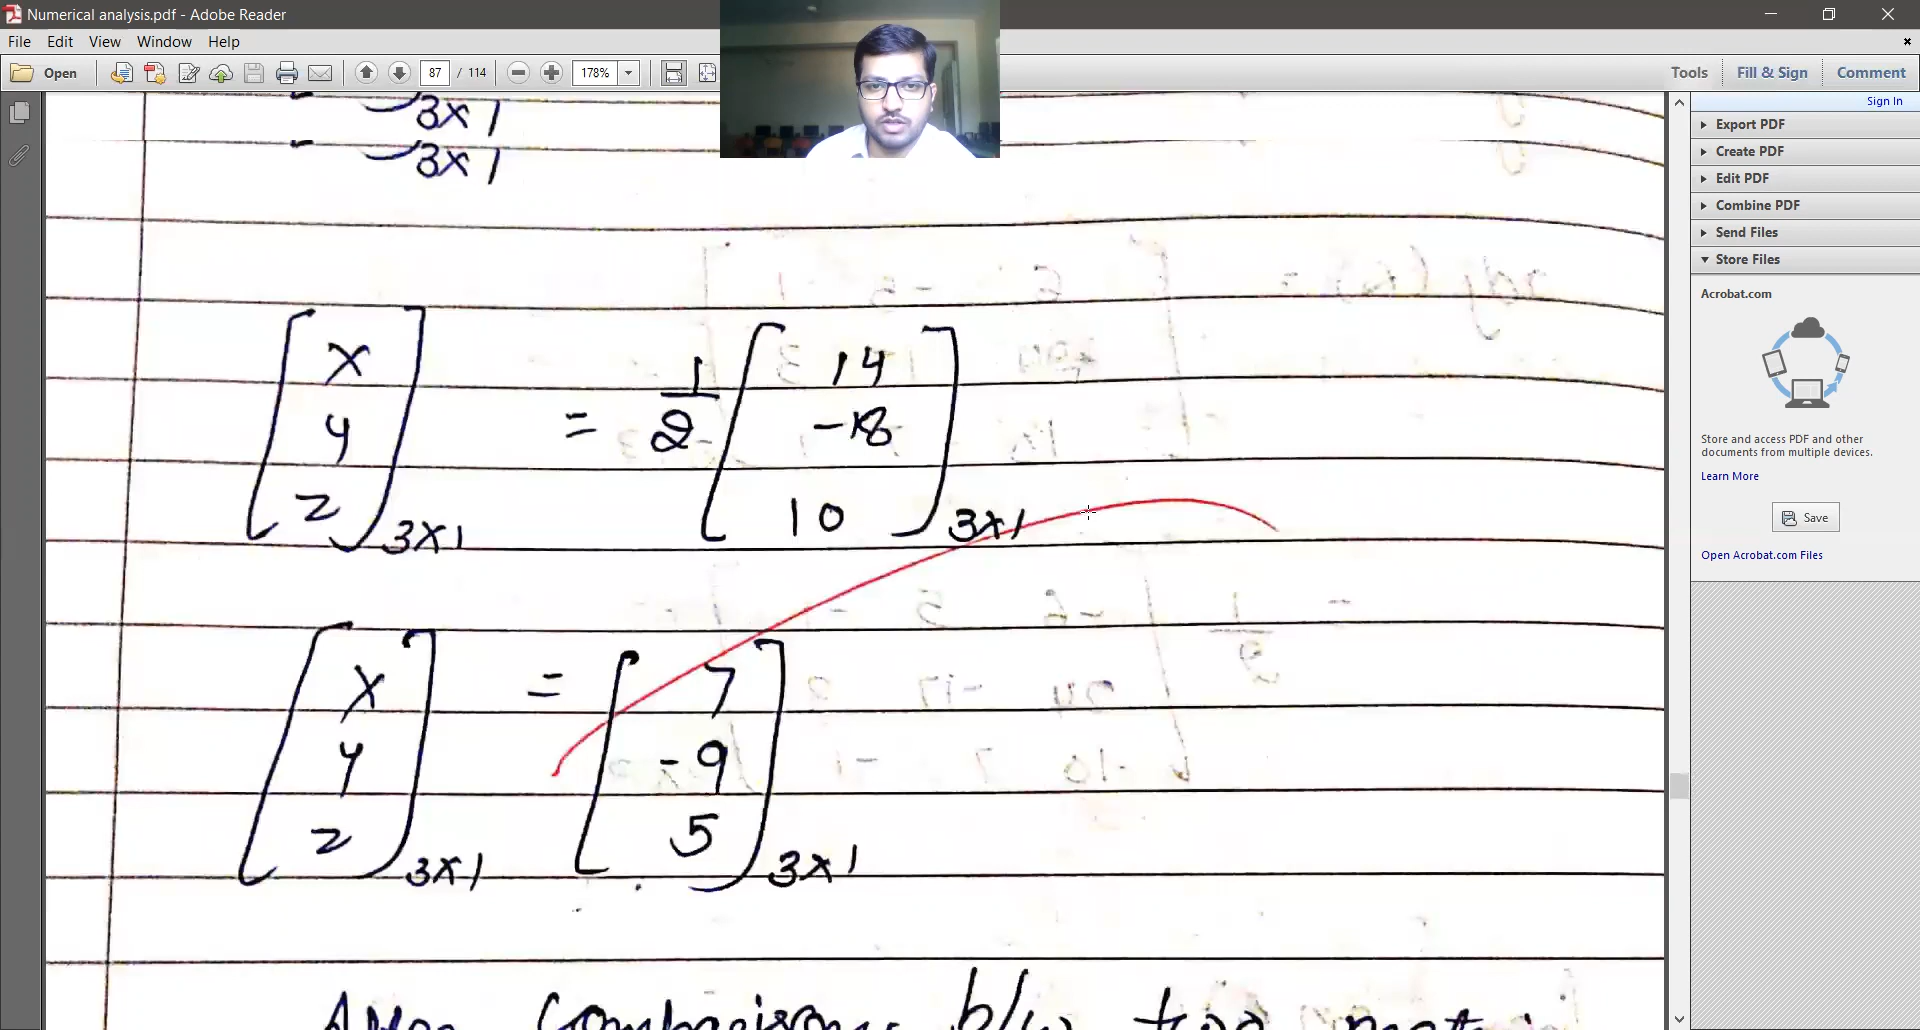 Numerical analysis.pdf - Adobe Reader
File Edit View Window Help
Open 87 / 114 178% Tools Fill & Sign Comment
Sign In
Export PDF
Create PDF
Edit PDF
Combine PDF
Send Files
Store Files
Acrobat.com
Store and access PDF and other
documents from multiple devices.
Learn More
Save
Open Acrobat.com Files
3x1
3x1
[x y z]3x1 = 1/2 [14 -18 10]3x1
[x y z]3x1 = [7 -9 5]3x1
b/w two